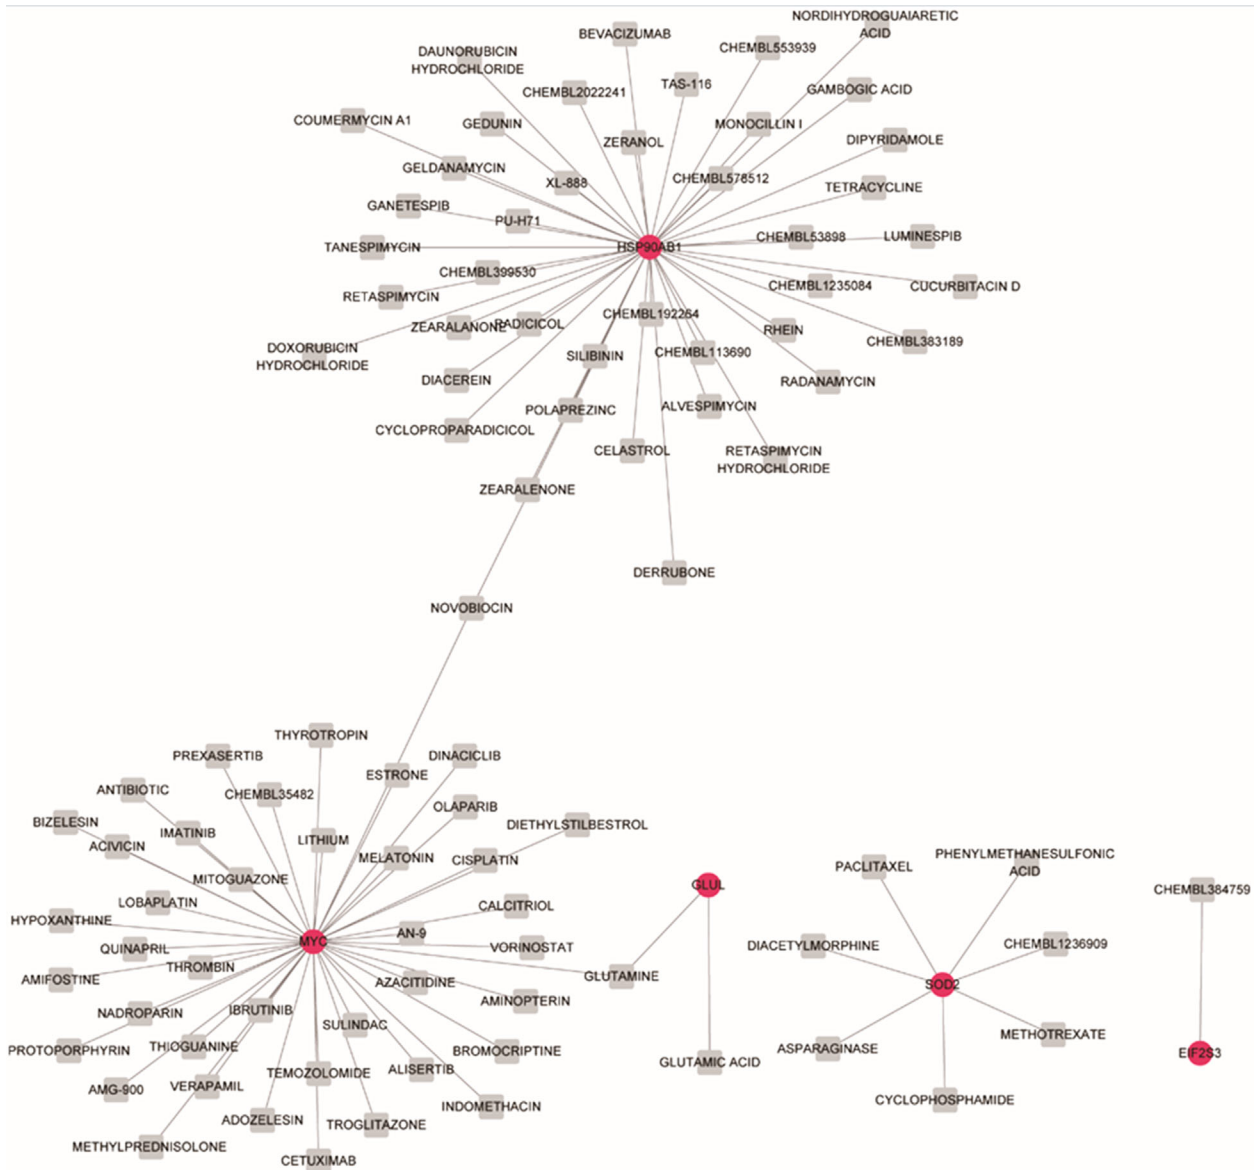 NORDIHYDROGUAIARETIC
ACID
BEVACIZUMAB
CHEMBL553939
DAUNORUBICIN
HYDROCHLORIDE
TAS-116
CHEMBL2022241
GAMBOGIC ACID
COUMERMYCIN A1
GEDUNIN
MONOCILLIN I
ZERANOL
DIPYRIDAMOLE
GELDANAMYCIN
XL-888
CHEMBL578512
TETRACYCLINE
GANETESPIB
PU-H71
CHEMBL53898
LUMINESPIB
TANESPIMYCIN
HSP90AB1
CHEMBL399530
CHEMBL1235084
CUCURBITACIN D
RETASPIMYCIN
CHEMBL192264
ZEARALANONE
RADICICOL
RHEIN
CHEMBL383189
DOXORUBICIN
HYDROCHLORIDE
SILIBININ
CHEMBL113690
DIACEREIN
RADANAMYCIN
POLAPREZINC
ALVESPIMYCIN
CYCLOPROPARADICICOL
CELASTROL
RETASPIMYCIN
HYDROCHLORIDE
ZEARALENONE
DERRUBONE
NOVOBIOCIN
THYROTROPIN
PREXASERTIB
DINACICLIB
ESTRONE
ANTIBIOTIC
CHEMBL35482
OLAPARIB
BIZELESIN
IMATINIB
LITHIUM
DIETHYLSTILBESTROL
ACIVICIN
MELATONIN
CISPLATIN
PHENYLMETHANESULFONIC
ACID
PACLITAXEL
MITOGUAZONE
GLUL
CHEMBL384759
LOBAPLATIN
CALCITRIOL
HYPOXANTHINE
AN-9
MYC
QUINAPRIL
VORINOSTAT
DIACETYLMORPHINE
CHEMBL1236909
THROMBIN
GLUTAMINE
AMIFOSTINE
AZACITIDINE
SOD2
AMINOPTERIN
NADROPARIN
IBRUTINIB
SULINDAC
METHOTREXATE
PROTOPORPHYRIN
THIOGUANINE
BROMOCRIPTINE
ASPARAGINASE
EIF2S3
GLUTAMIC ACID
TEMOZOLOMIDE
ALISERTIB
AMG-900
VERAPAMIL
CYCLOPHOSPHAMIDE
INDOMETHACIN
ADOZELESIN
TROGLITAZONE
METHYLPREDNISOLONE
CETUXIMAB